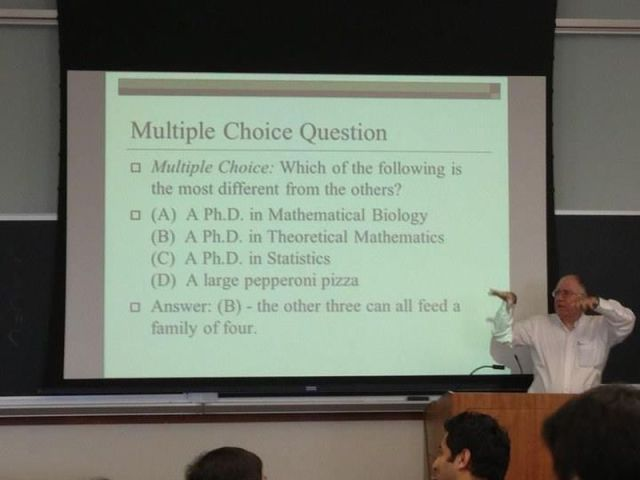 Multiple Choice Question
Multiple Choice: Which of the following is
the most different from the others?
(A) A Ph.D. in Mathematical Biology
(B) A Ph.D. in Theoretical Mathematics
(C) A Ph.D. in Statistics
(D) A large pepperoni pizza
Answer: (B) - the other three can all feed a
family of four.